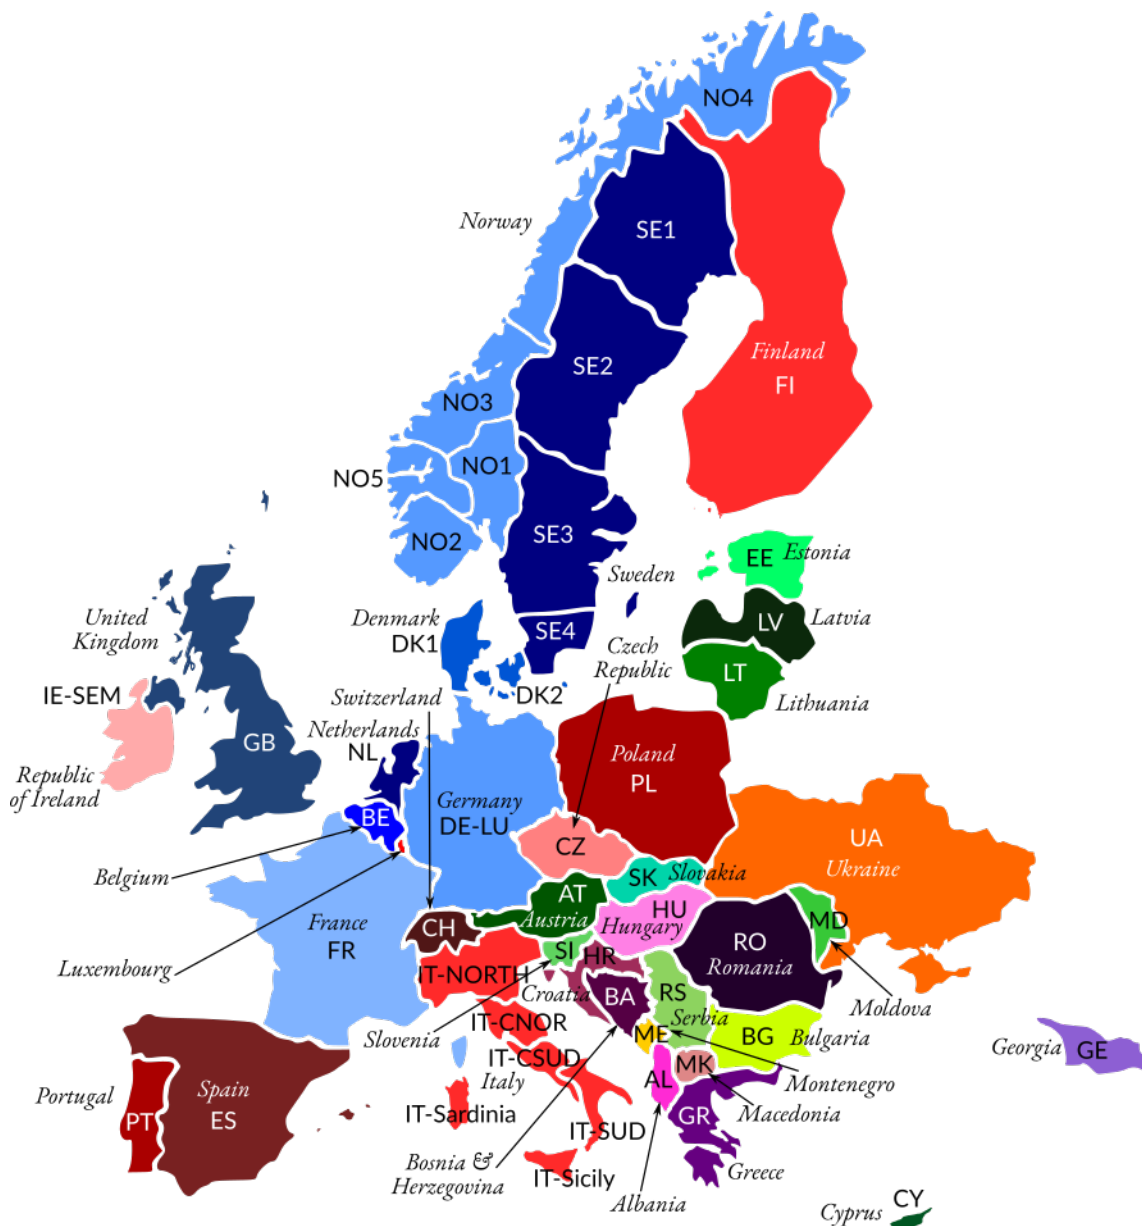 NO4
Norway
SE1
Finland
FI
SE2
NO3
NO5
NO1
NO2
SE3
EE
Estonia
Sweden
United
Kingdom
Denmark
DK1
SE4
Czech
Republic
LV
Latvia
LT
Lithuania
IE-SEM
Switzerland
DK2
Netherlands
NL
GB
Republic
of Ireland
Poland
PL
Germany
DE-LU
BE
UA
Ukraine
CZ
Belgium
SK
Slovakia
AT
Austria
HU
Hungary
France
FR
CH
MD
RO
Romania
SI
HR
Luxembourg
IT-NORTH
Croatia
BA
RS
Serbia
Moldova
Slovenia
IT-CNOR
ME
BG
Bulgaria
Georgia
GE
IT-CSUD
Italy
MK
AL
Montenegro
Portugal
PT
Spain
ES
IT-Sardinia
Macedonia
GR
IT-SUD
Bosnia &
Herzegovina
IT-Sicily
Albania
Greece
Cyprus
CY